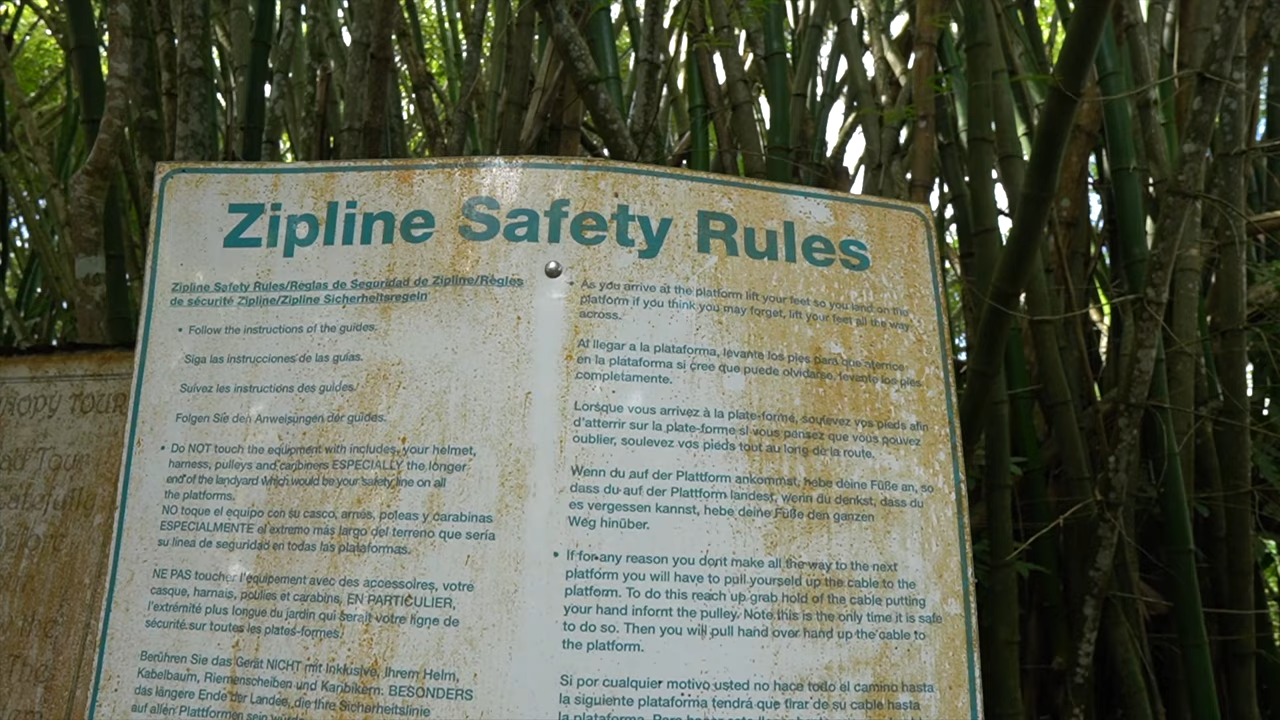 Zipline Safety Rules
Zipline Safety Rules/Reglas de Seguridad de Zipline/Règles
de sécurité Zipline/Zipline Sicherheitsregeln
• Follow the instructions of the guides.
Siga las instrucciones de las guías.
Suivez les instructions des guides.
Folgen Sie den Anweisungen der guides.
• Do NOT touch the equipment with includes, your helmet,
harness, pulleys and caribiners ESPECIALLY the longer
end of the landyard which would be your safety line on all
the platforms.
NO toque el equipo con su casco, arnés, poleas y carabinas
ESPECIALMENTE el extremo más largo del terreno que sería
su línea de seguridad en todas las plataformas.
NE PAS toucher l'équipement avec des accessoires, votre
casque, harnais, poulies et carabins, EN PARTICULIER,
l'extrémité plus longue du jardin qui serait votre ligne de
sécurité sur toutes les plates-formes.
Berühren Sie das Gerät NICHT mit Inklusive, Ihrem Helm,
Kabelbaum, Riemenscheiben und Karibikern. BESONDERS
das längere Ende der Landee, die Ihre Sicherheitslinie
auf allen Plattformen sein würde
• As you arrive at the platform lift your feet so you land on the
platform if you think you may forget, lift your feet all the way
across.
Al llegar a la plataforma, levante los pies para que aterrice
en la plataforma si cree que puede olvidarse, levante los pies
completamente.
Lorsque vous arrivez à la plate-forme, soulevez vos pieds afin
d'atterrir sur la plate-forme si vous pensez que vous pouvez
oublier, soulevez vos pieds tout au long de la route.
Wenn du auf der Plattform ankommst, hebe deine Füße an, so
dass du auf der Plattform landest, wenn du denkst, dass du
es vergessen kannst, hebe deine Füße den ganzen
Weg hinüber.
• If for any reason you dont make all the way to the next
platform you will have to pull yourseld up the cable to the
platform. To do this reach up grab hold of the cable putting
your hand infornt the pulley. Note this is the only time it is safe
to do so. Then you will pull hand over hand up the cable to
the platform.
Si por cualquier motivo usted no hace todo el camino hasta
la siguiente plataforma tendrá que tirar de su cable hasta
la plataforma.
CANOPY TOUR
Tour
the
The